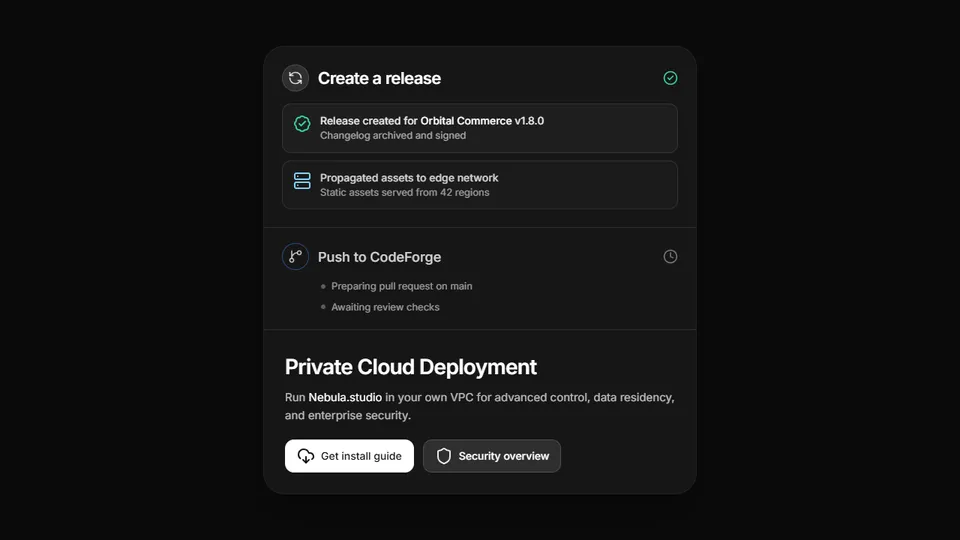 Create a release
Release created for Orbital Commerce v1.8.0
Changelog archived and signed
Propagated assets to edge network
Static assets served from 42 regions
Push to CodeForge
Preparing pull request on main
Awaiting review checks
Private Cloud Deployment
Run Nebula.studio in your own VPC for advanced control, data residency,
and enterprise security.
Get install guide
Security overview